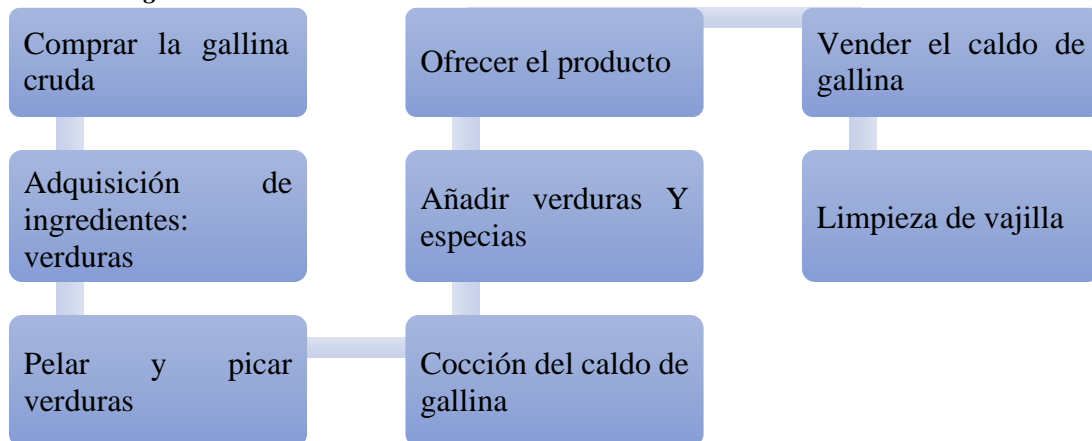 Comprar la gallina
cruda
Adquisición de
ingredientes:
verduras
Pelar y picar
verduras
Cocción del caldo de
gallina
Añadir verduras Y
especias
Ofrecer el producto
Vender el caldo de
gallina
Limpieza de vajilla